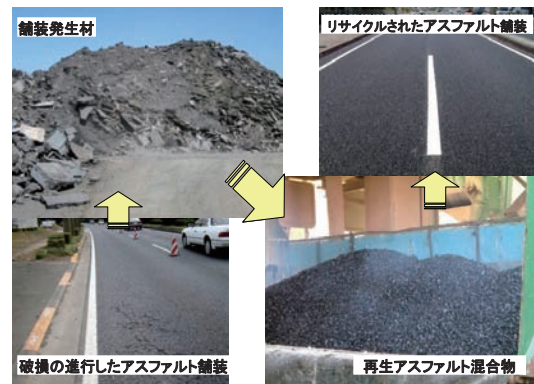 舗装発生材
リサイクルされたアスファルト舗装
破損の進行したアスファルト舗装
再生アスファルト混合物